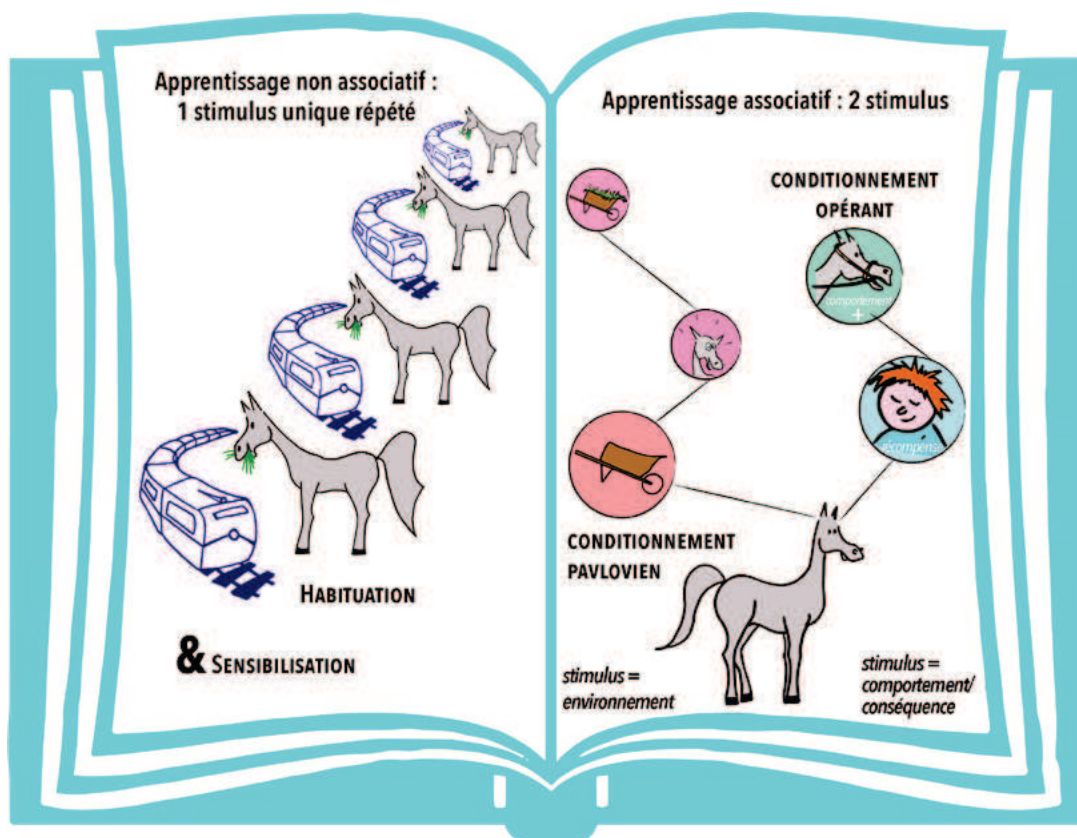 Apprentissage non associatif :
1 stimulus unique répété
HABITUATION
& SENSIBILISATION
Apprentissage associatif : 2 stimulus
CONDITIONNEMENT
OPÉRANT
comportement
+
récompense
CONDITIONNEMENT
PAVLOVIEN
stimulus =
environnement
stimulus =
comportement/
conséquence